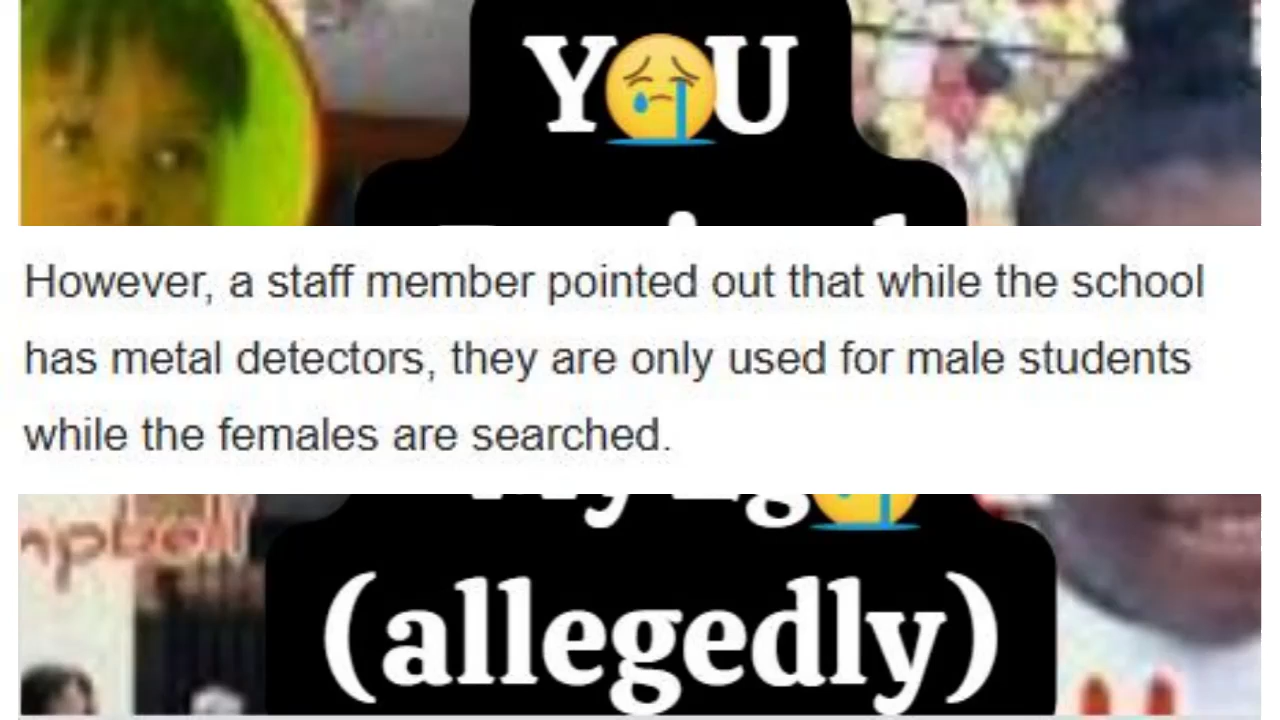 Y😢U
However, a staff member pointed out that while the school
has metal detectors, they are only used for male students
while the females are searched.
(allegedly)